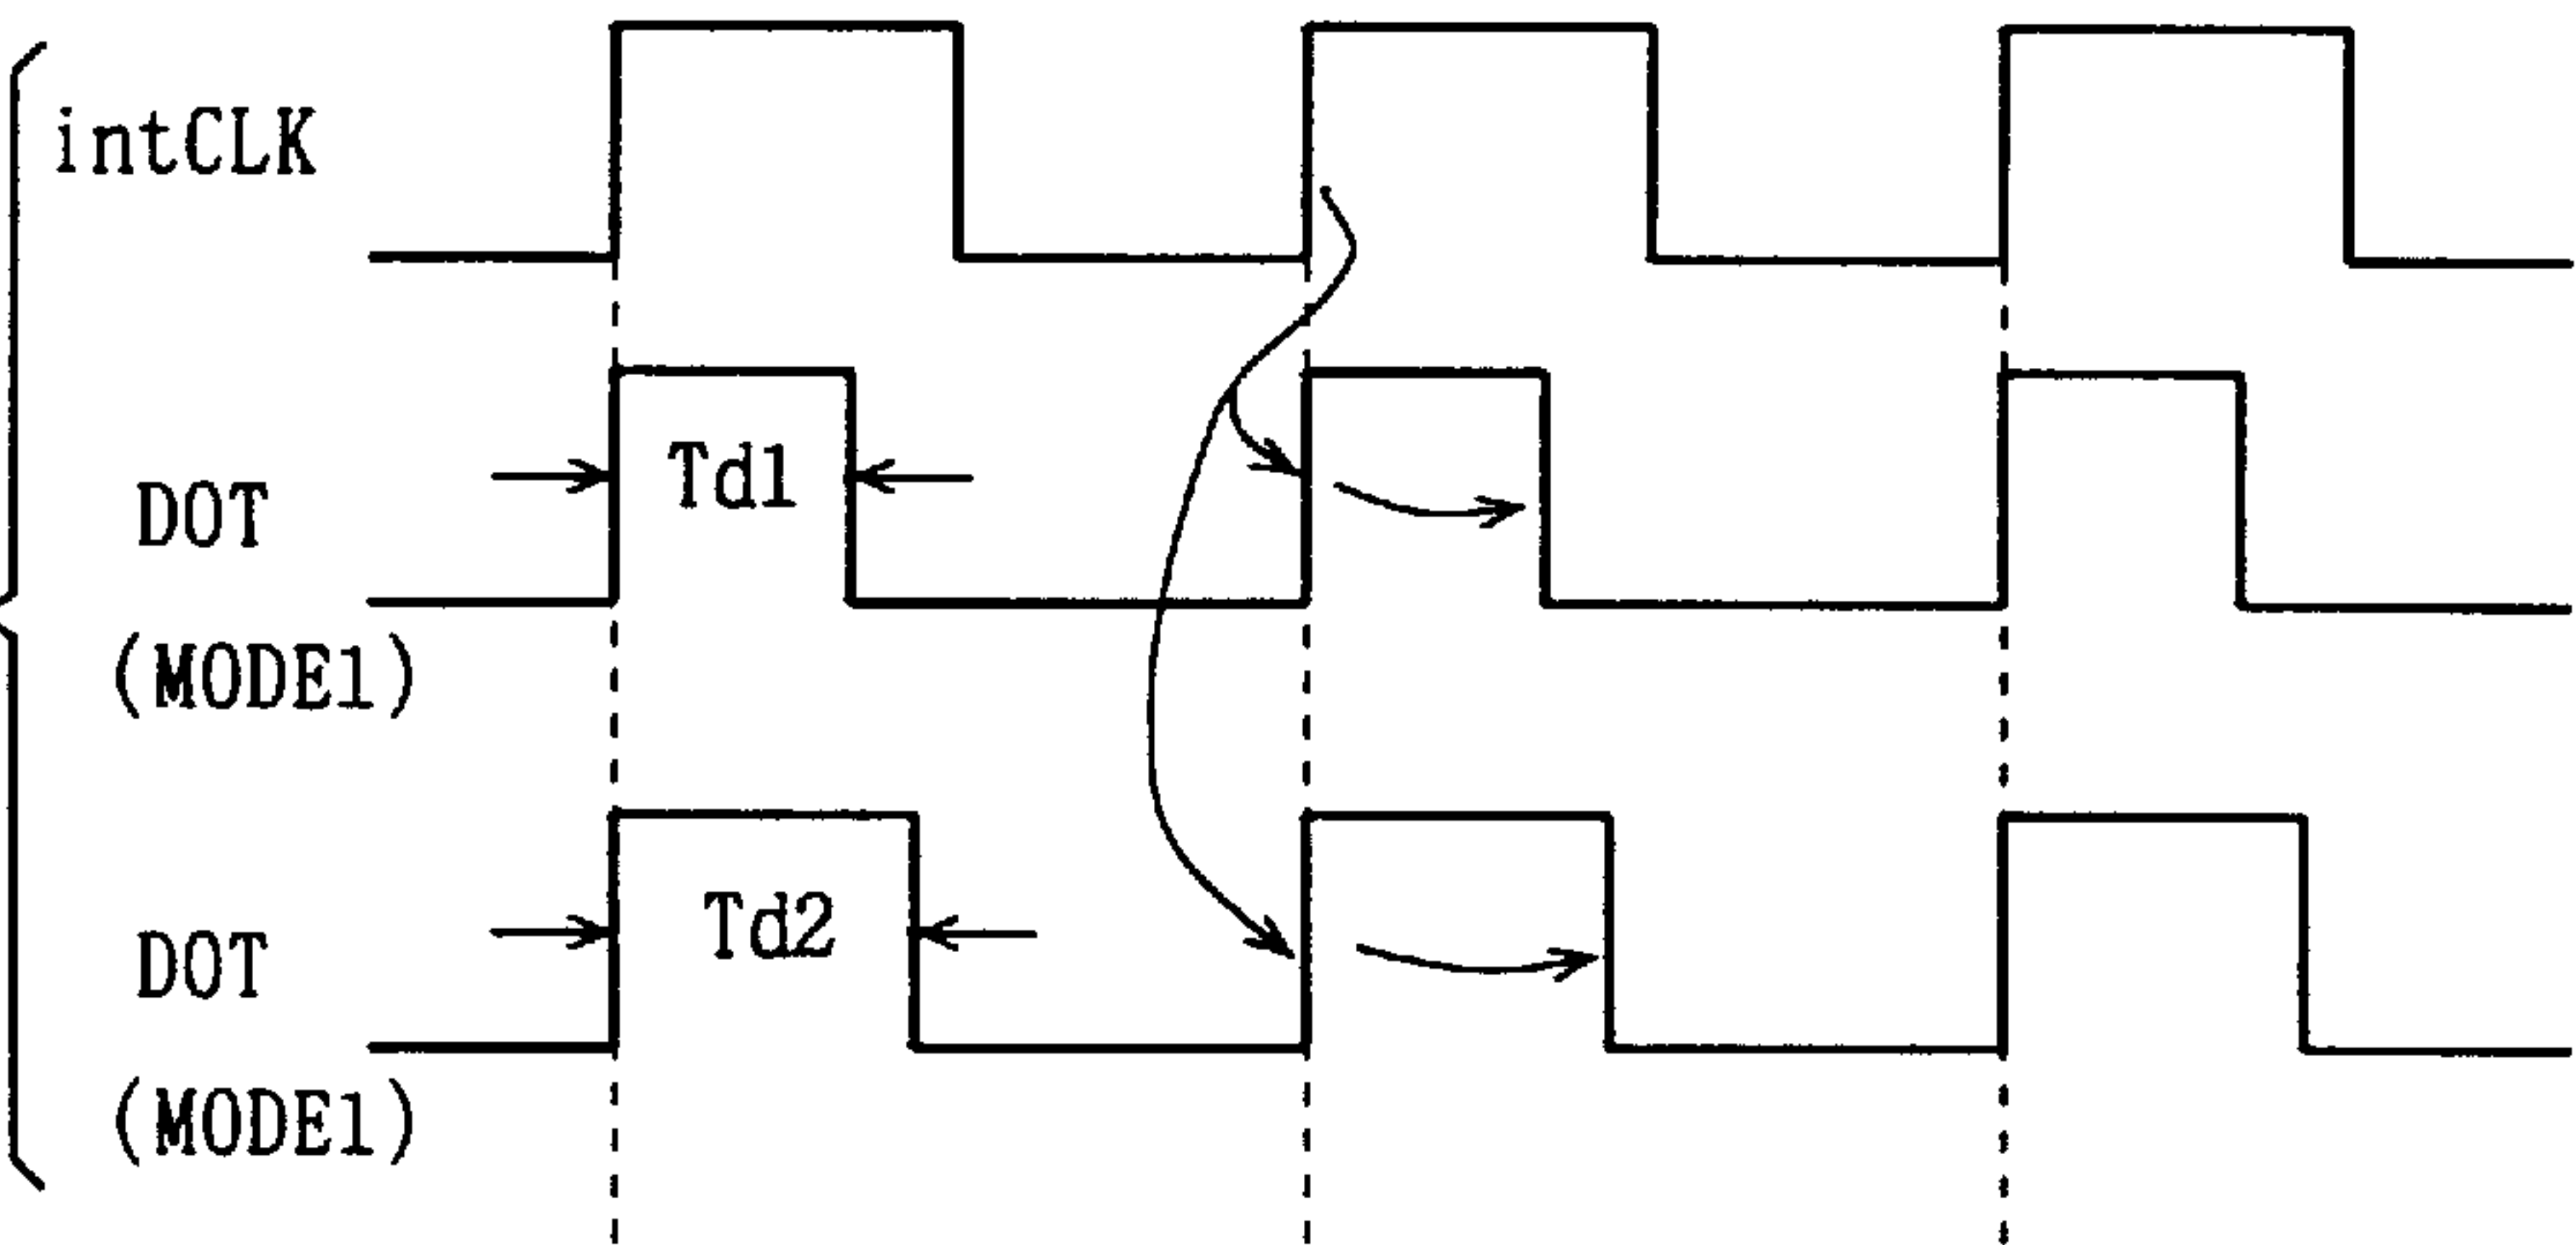 intCLK
DOT
(MODE1)
Td1
DOT
(MODE1)
Td2